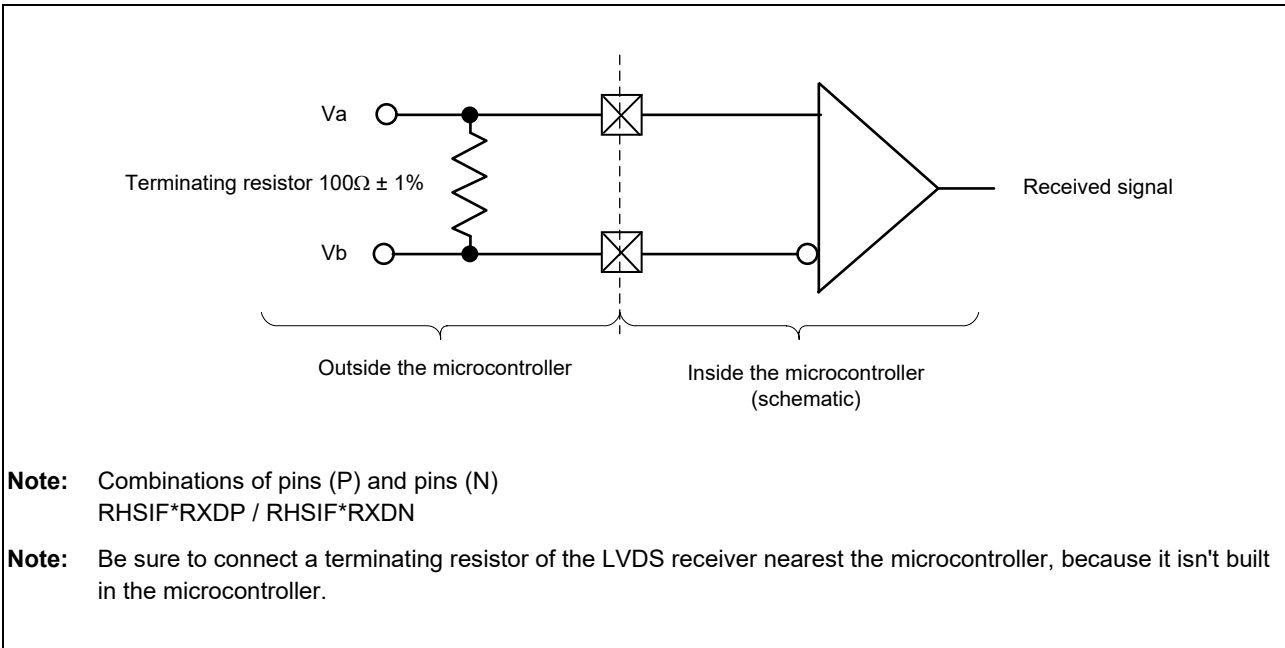 Va
Terminating resistor 100Ω ± 1%
Received signal
Vb
Outside the microcontroller
Inside the microcontroller
(schematic)
Note: Combinations of pins (P) and pins (N)
RHSIF*RXDP / RHSIF*RXDN
Note: Be sure to connect a terminating resistor of the LVDS receiver nearest the microcontroller, because it isn't built
in the microcontroller.